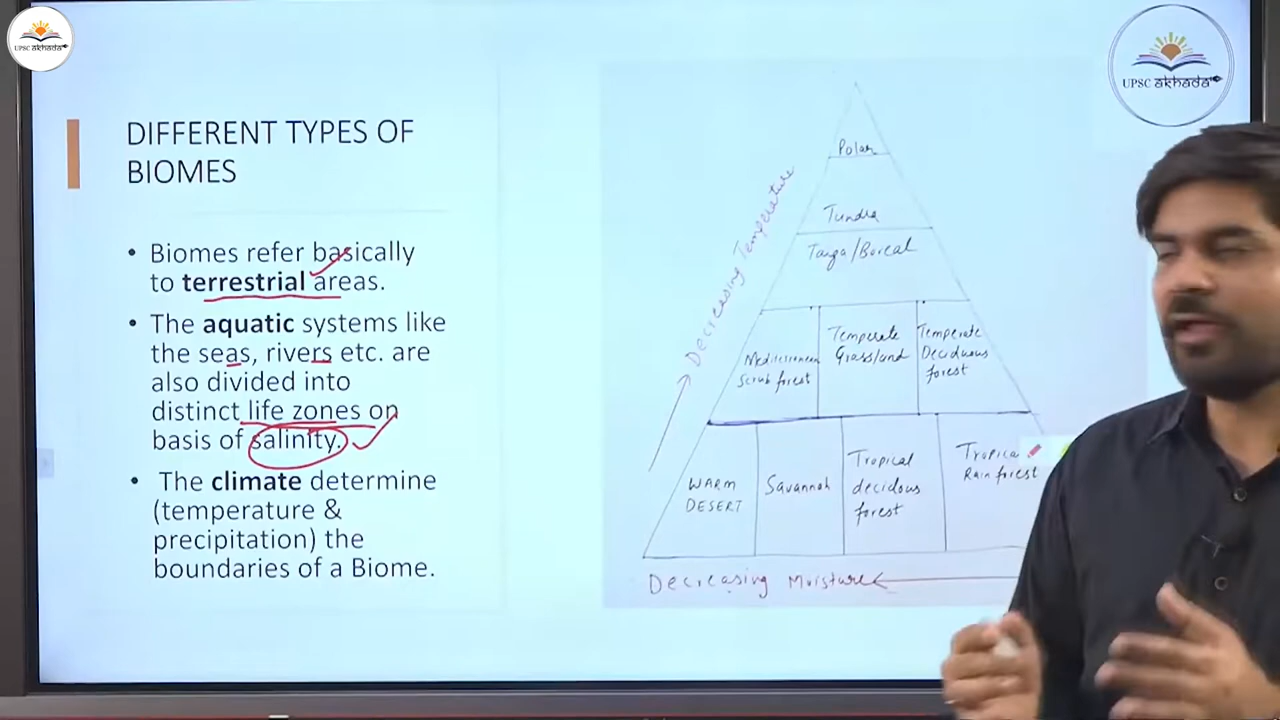 UPSC akhada
UPSC akhada
DIFFERENT TYPES OF
BIOMES
• Biomes refer basically
to terrestrial areas.
• The aquatic systems like
the seas, rivers etc. are
also divided into
distinct life zones on
basis of salinity.
• The climate determine
(temperature &
precipitation) the
boundaries of a Biome.
Polar
Tundra
Taiga/Boreal
Decreasing Temperature
Mediterrenean
Scrub forest
Temperate
Grassland
Temperate
Deciduous
forest
WARM
DESERT
Savannah
Tropical
decidous
forest
Tropica
Rain forest
Decreasing Moisture